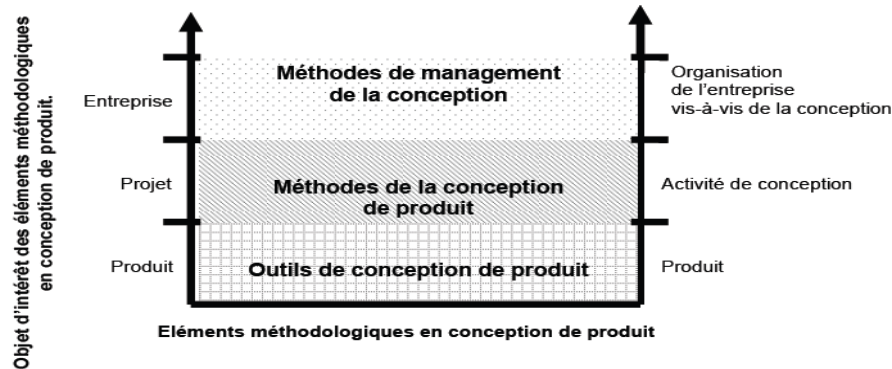 Objet d'intérêt des éléments méthodologiques
en conception de produit.
Entreprise
Projet
Produit
Méthodes de management
de la conception
Méthodes de la conception
de produit
Outils de conception de produit
Organisation
de l'entreprise
vis-à-vis de la conception
Activité de conception
Produit
Eléments méthodologiques en conception de produit